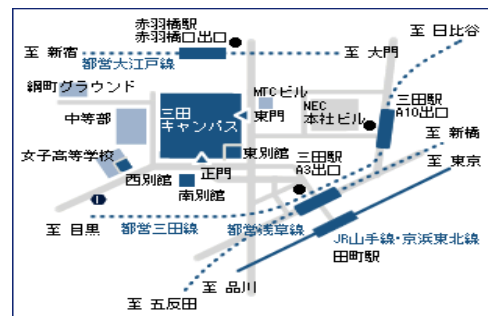 赤羽橋駅
赤羽橋口出口
至 日比谷
至 新宿
至 大門
都営大江戸線
綱町グラウンド
MTCビル
三田
キャンパス
NEC
本社ビル
三田駅
A10出口
中等部
東門
至 新橋
女子高等学校
東別館
三田駅
A3出口
至 東京
西別館
正門
南別館
至 目黒
都営三田線
都営浅草線
JR山手線・京浜東北線
田町駅
至 品川
至 五反田